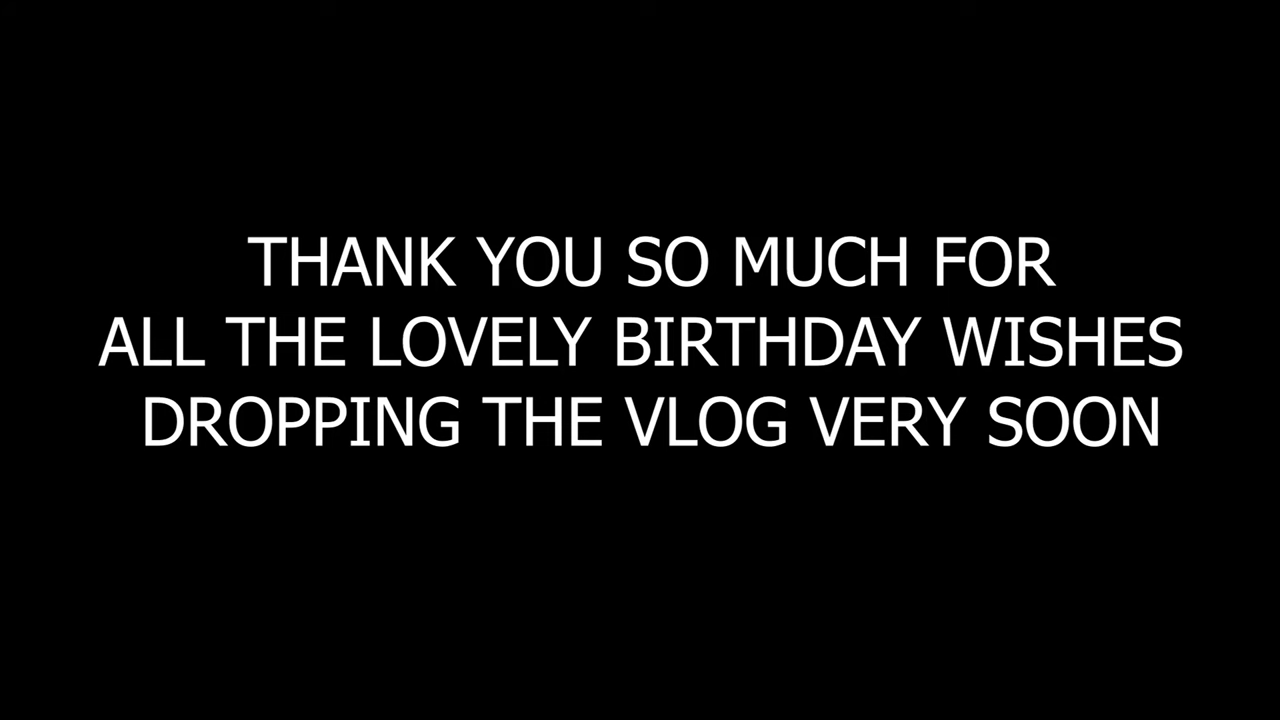 THANK YOU SO MUCH FOR
ALL THE LOVELY BIRTHDAY WISHES
DROPPING THE VLOG VERY SOON